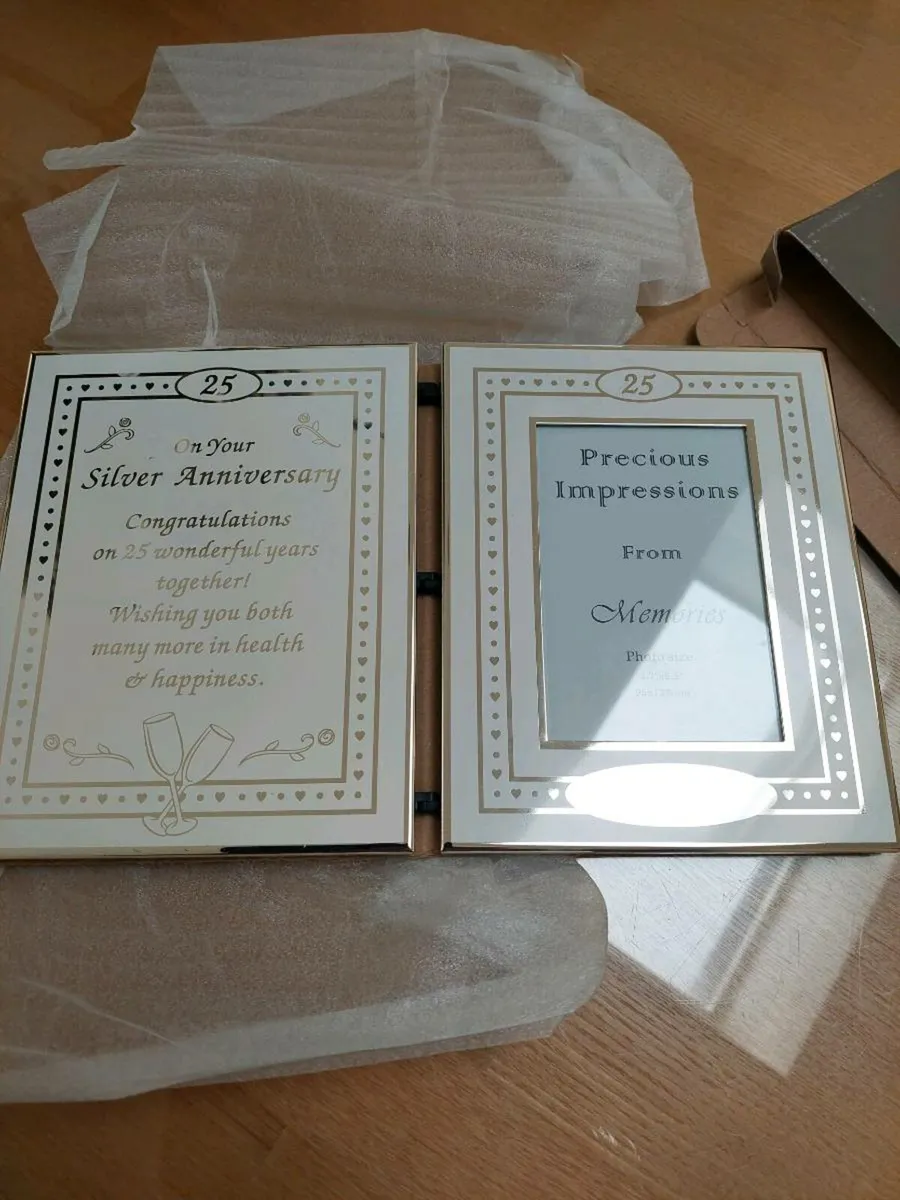 25
On Your
Silver Anniversary
Congratulations
on 25 wonderful years
together!
Wishing you both
many more in health
& happiness.
25
Precious
Impressions
From
Memories
Photo size